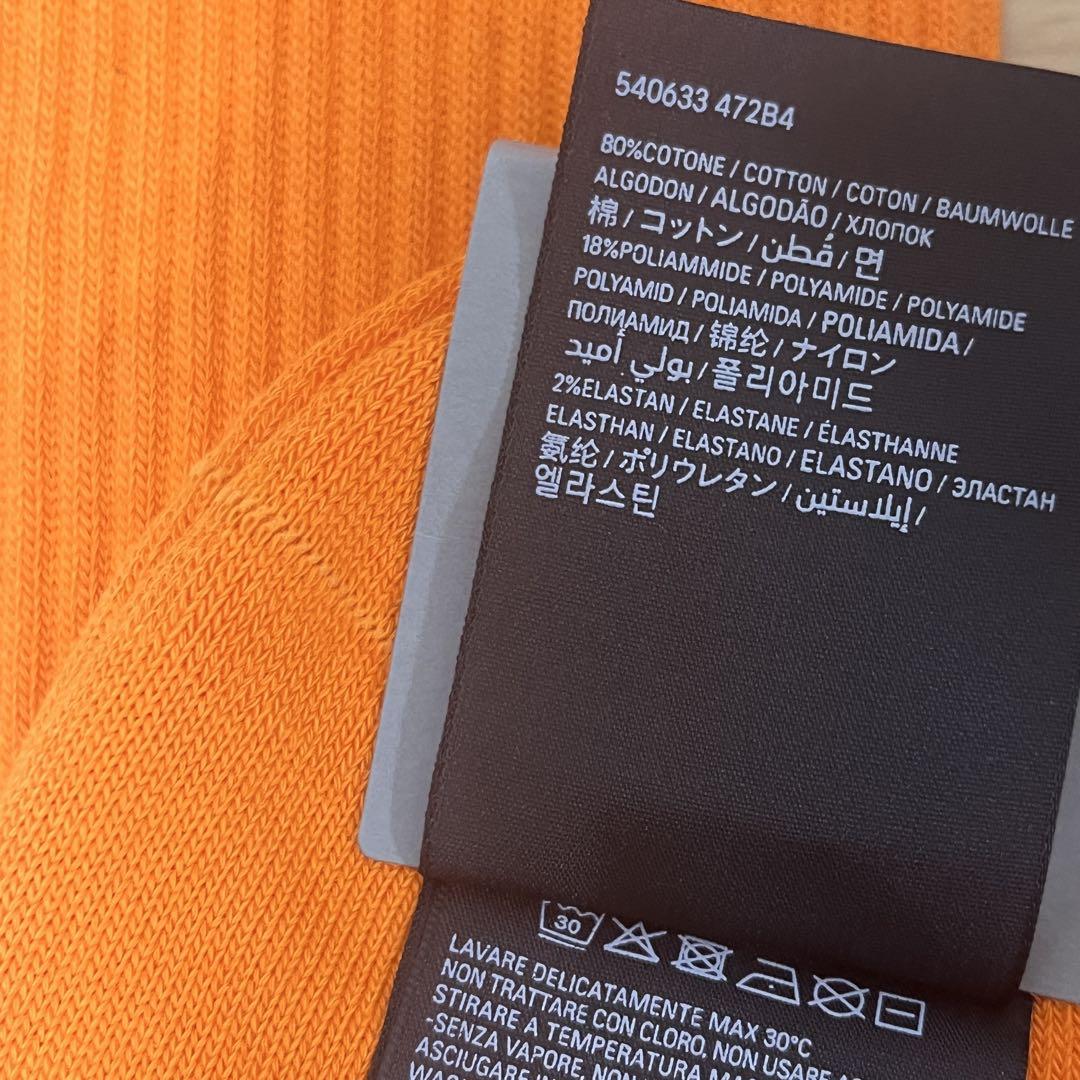 540633 472B4
80%COTONE / COTTON / COTON / BAUMWOLLE
ALGODON / ALGODÃO / ХЛОПОК
棉 / コットン / قُطن / 면
18%POLIAMMIDE / POLYAMIDE / POLYAMIDE
POLYAMID / POLIAMIDA / POLIAMIDA /
ПОЛИАМИД / 锦纶 / ナイロン
بولي أميد / 폴리아미드
2%ELASTAN / ELASTANE / ÉLASTHANNE
ELASTHAN / ELASTANO / ELASTANO / ЭЛАСТАН
氨纶 / ポリウレタン / إيلاستين /
엘라스틴
30
LAVARE DELICATAMENTE MAX 30°C
NON TRATTARE CON CLORO, NON USARE
STIRARE A TEMPERATURA
-SENZA VAPORE, NON
ASCIUGARE IN